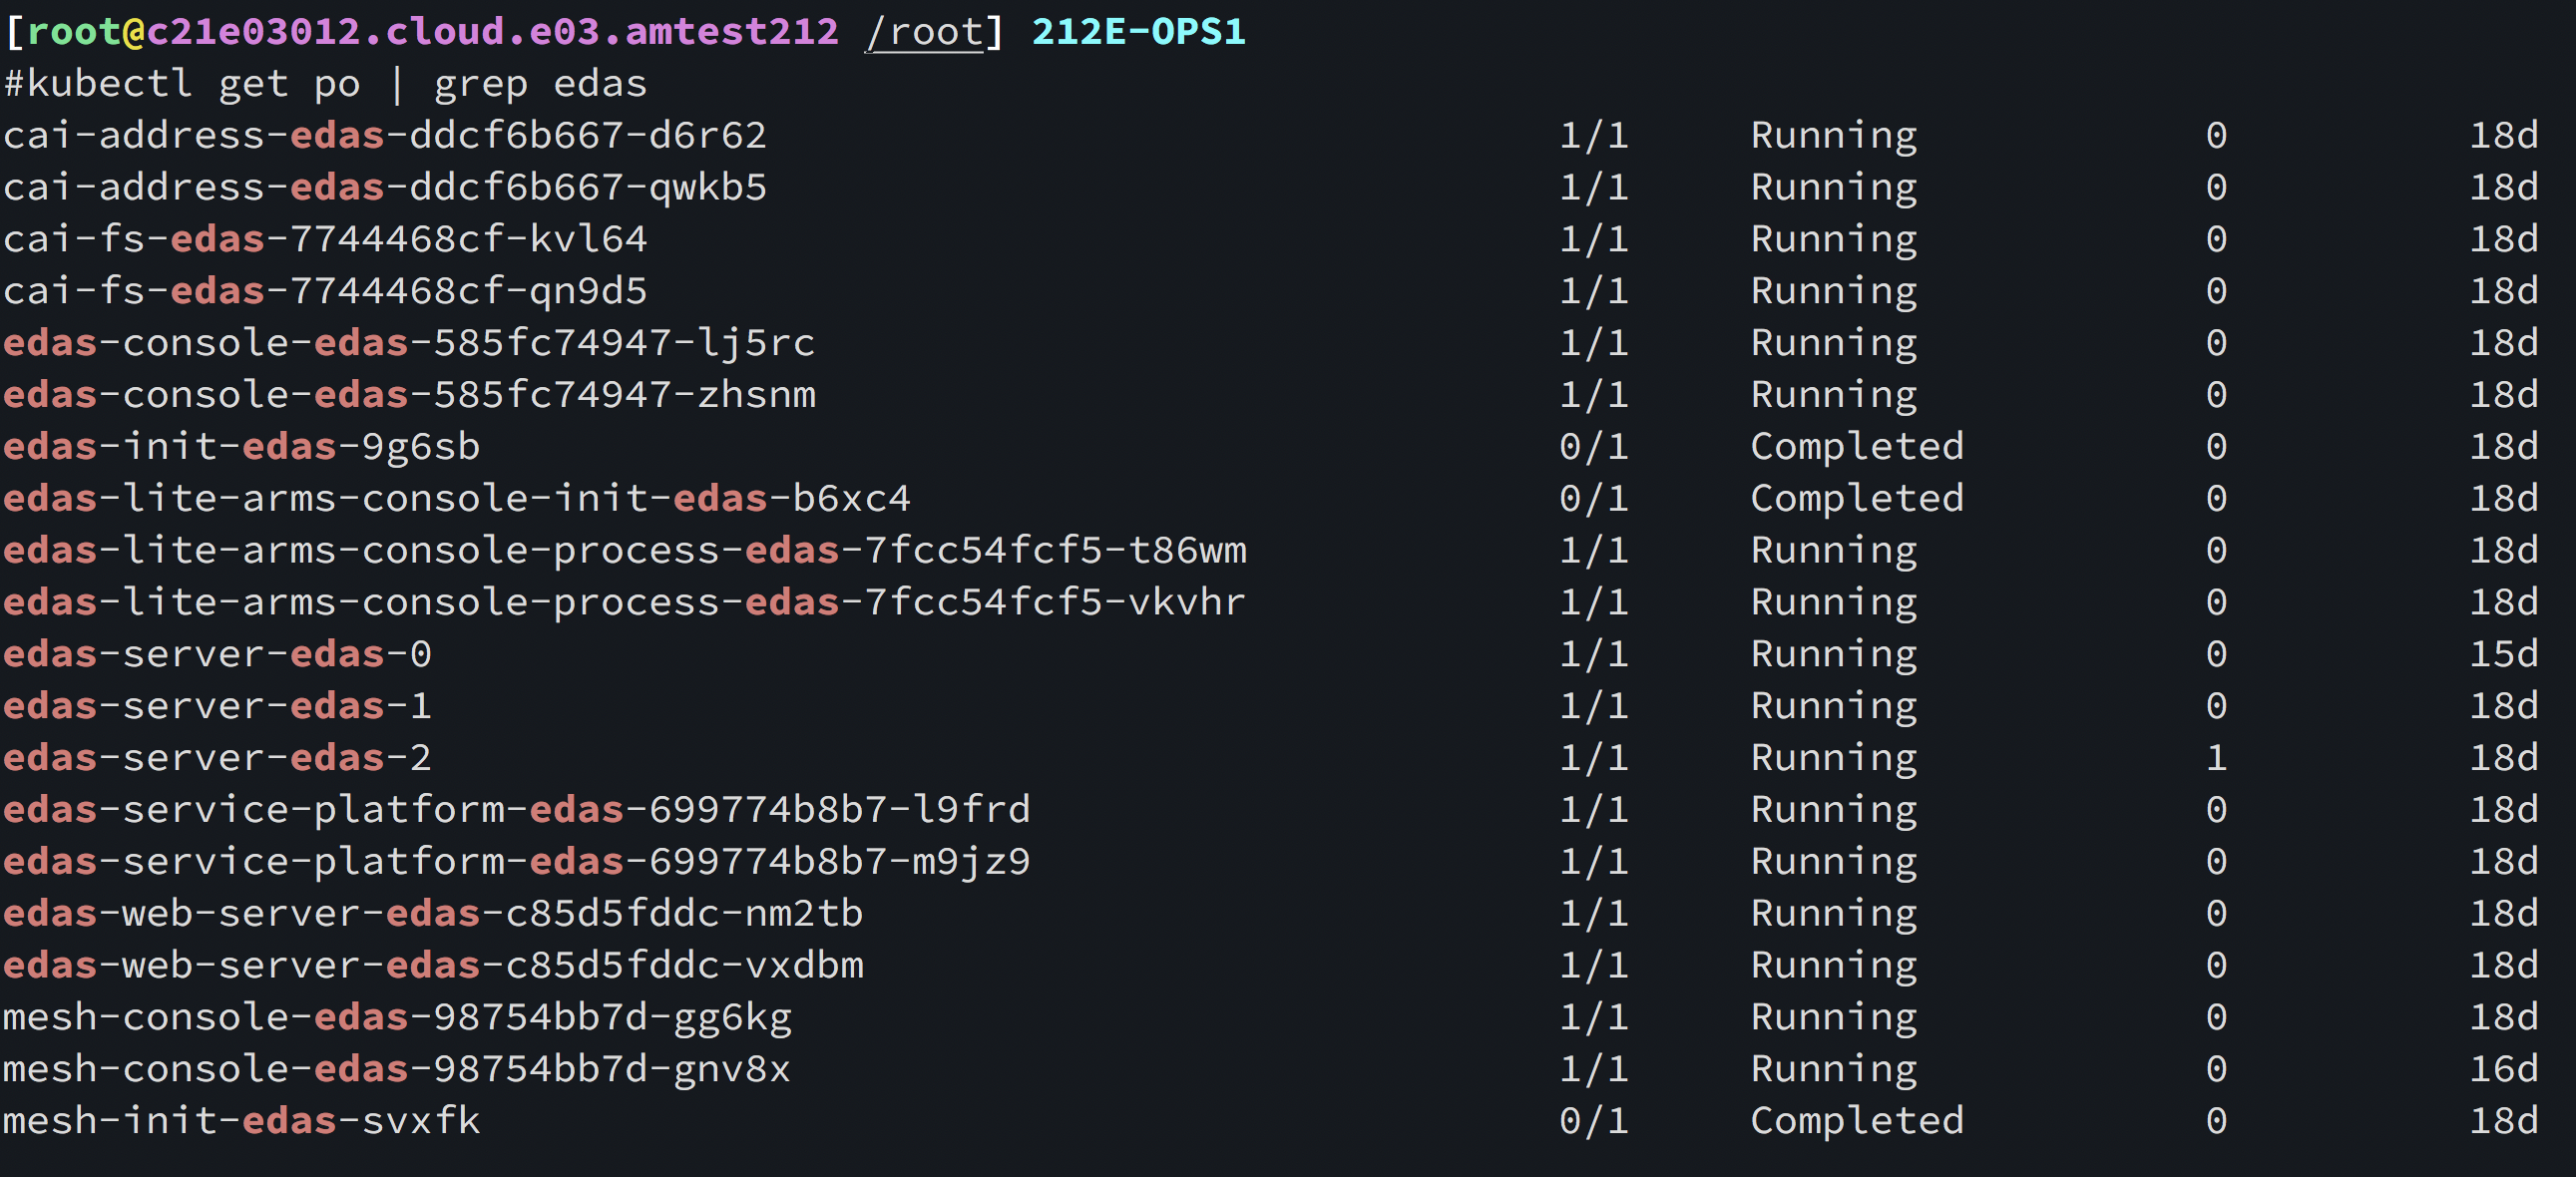 [root@c21e03012.cloud.e03.amtest212 /root] 212E-OPS1
#kubectl get po | grep edas
cai-address-edas-ddcf6b667-d6r62 1/1 Running 0 18d
cai-address-edas-ddcf6b667-qwkb5 1/1 Running 0 18d
cai-fs-edas-7744468cf-kvl64 1/1 Running 0 18d
cai-fs-edas-7744468cf-qn9d5 1/1 Running 0 18d
edas-console-edas-585fc74947-lj5rc 1/1 Running 0 18d
edas-console-edas-585fc74947-zhsnm 1/1 Running 0 18d
edas-init-edas-9g6sb 0/1 Completed 0 18d
edas-lite-arms-console-init-edas-b6xc4 0/1 Completed 0 18d
edas-lite-arms-console-process-edas-7fcc54fcf5-t86wm 1/1 Running 0 18d
edas-lite-arms-console-process-edas-7fcc54fcf5-vkvhr 1/1 Running 0 18d
edas-server-edas-0 1/1 Running 0 15d
edas-server-edas-1 1/1 Running 0 18d
edas-server-edas-2 1/1 Running 1 18d
edas-service-platform-edas-699774b8b7-l9frd 1/1 Running 0 18d
edas-service-platform-edas-699774b8b7-m9jz9 1/1 Running 0 18d
edas-web-server-edas-c85d5fddc-nm2tb 1/1 Running 0 18d
edas-web-server-edas-c85d5fddc-vxdbm 1/1 Running 0 18d
mesh-console-edas-98754bb7d-gg6kg 1/1 Running 0 18d
mesh-console-edas-98754bb7d-gnv8x 1/1 Running 0 16d
mesh-init-edas-svxfk 0/1 Completed 0 18d